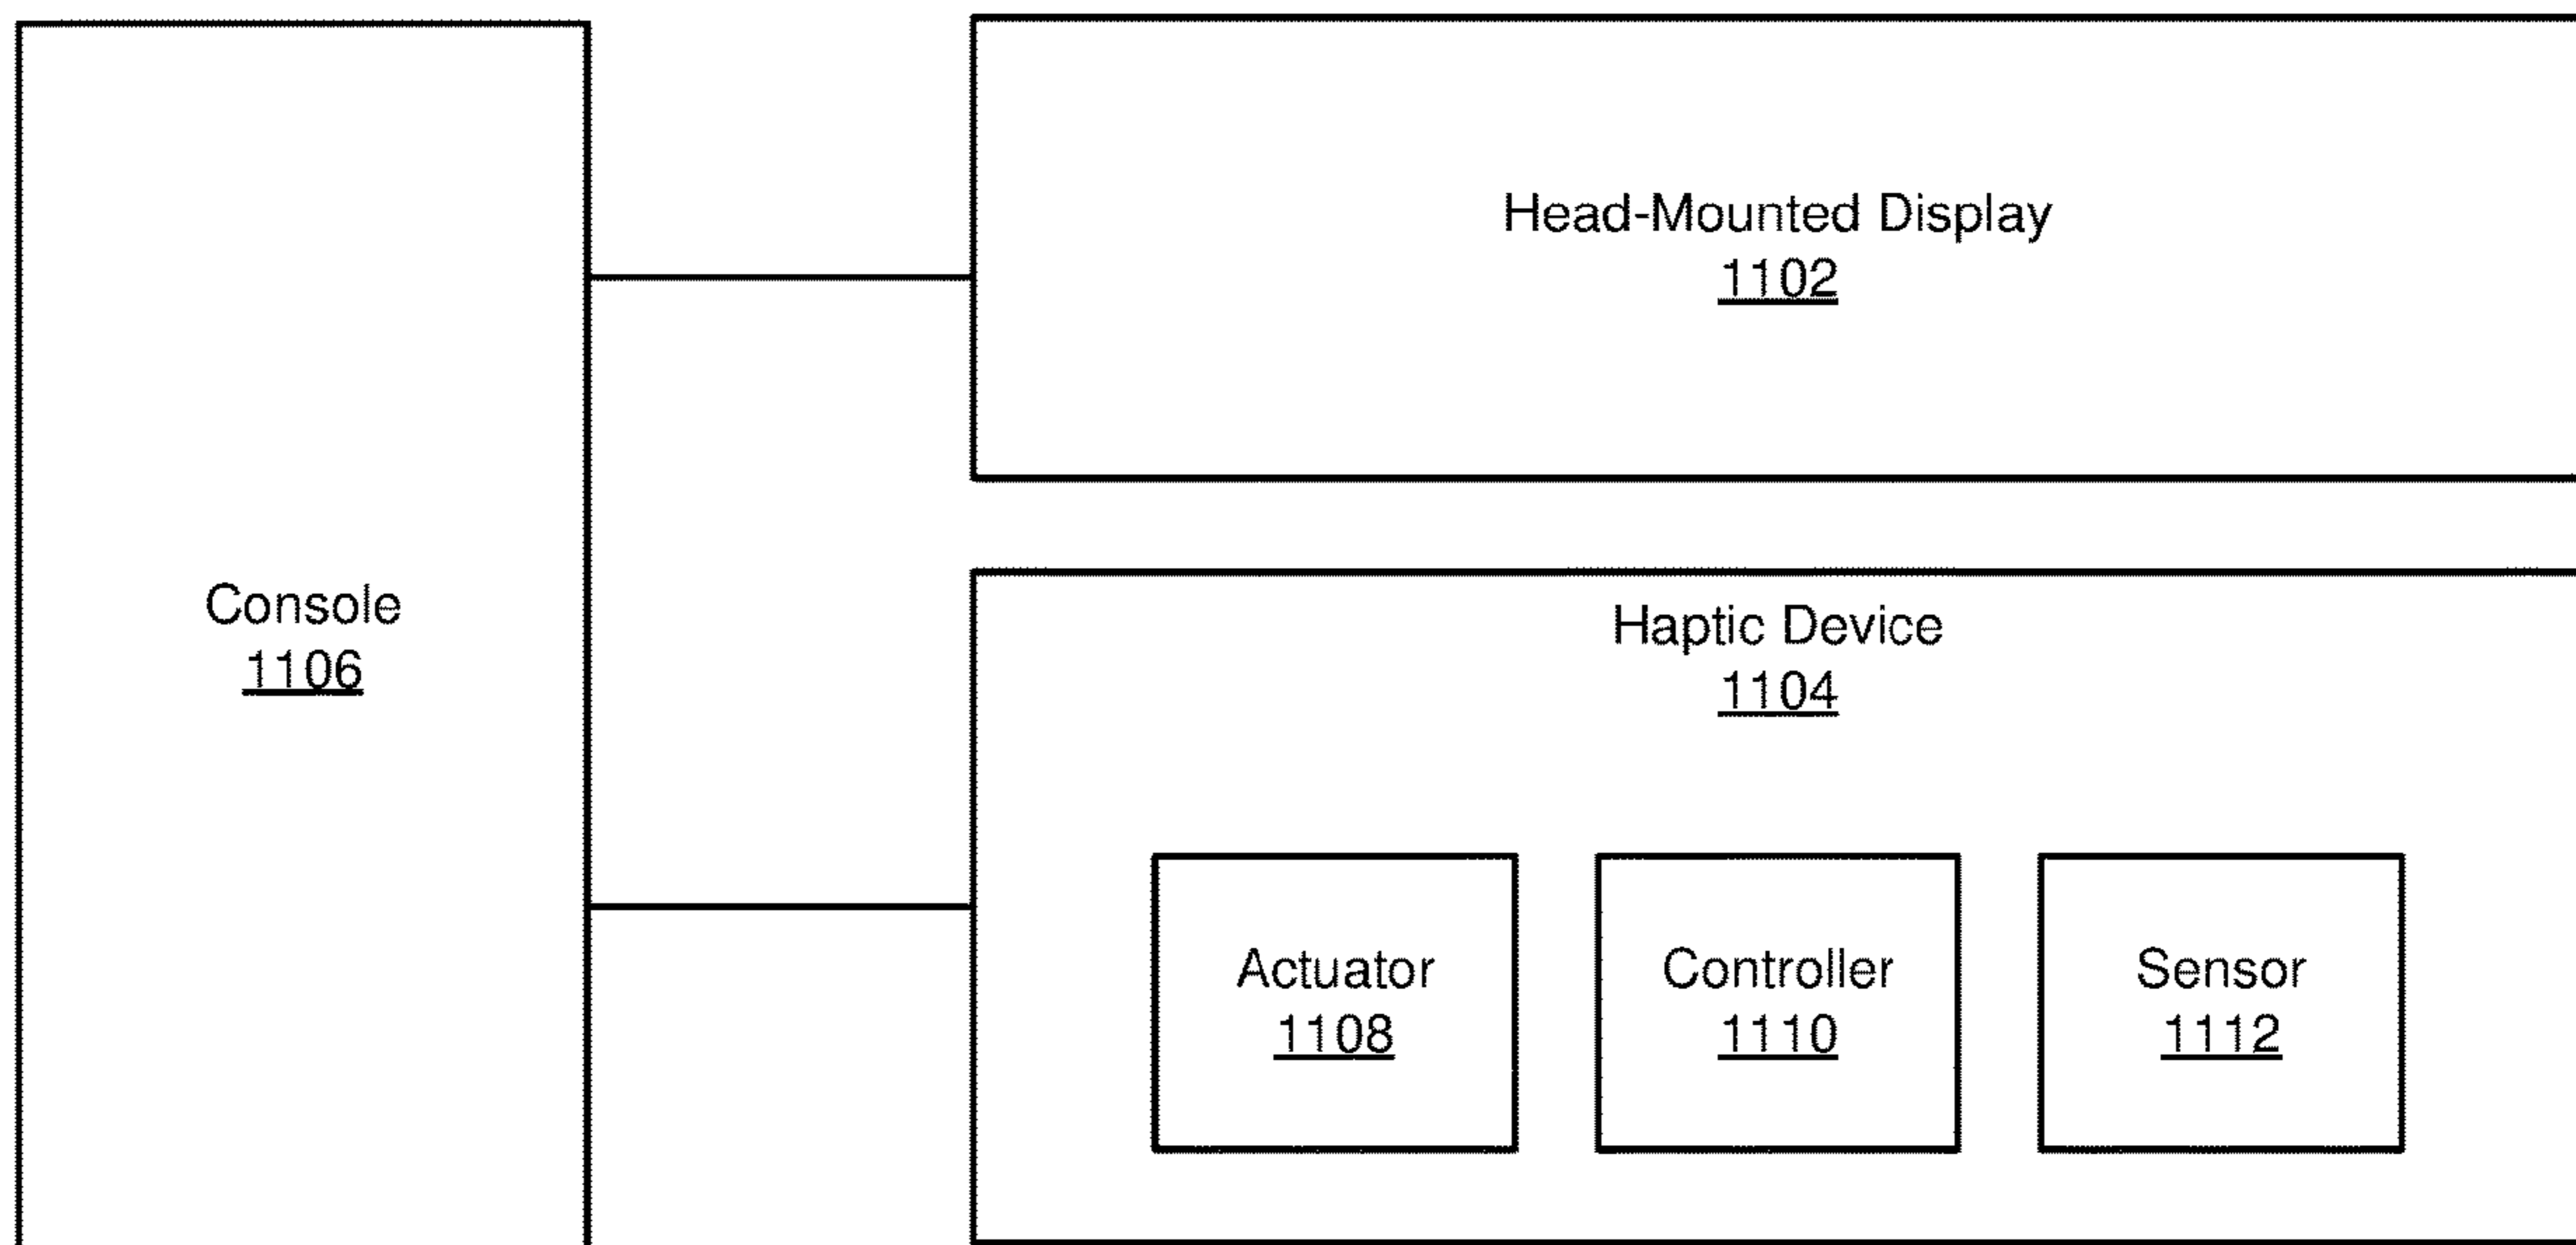 Head-Mounted Display
1102
Console
1106
Haptic Device
1104
Actuator
1108
Controller
1110
Sensor
1112